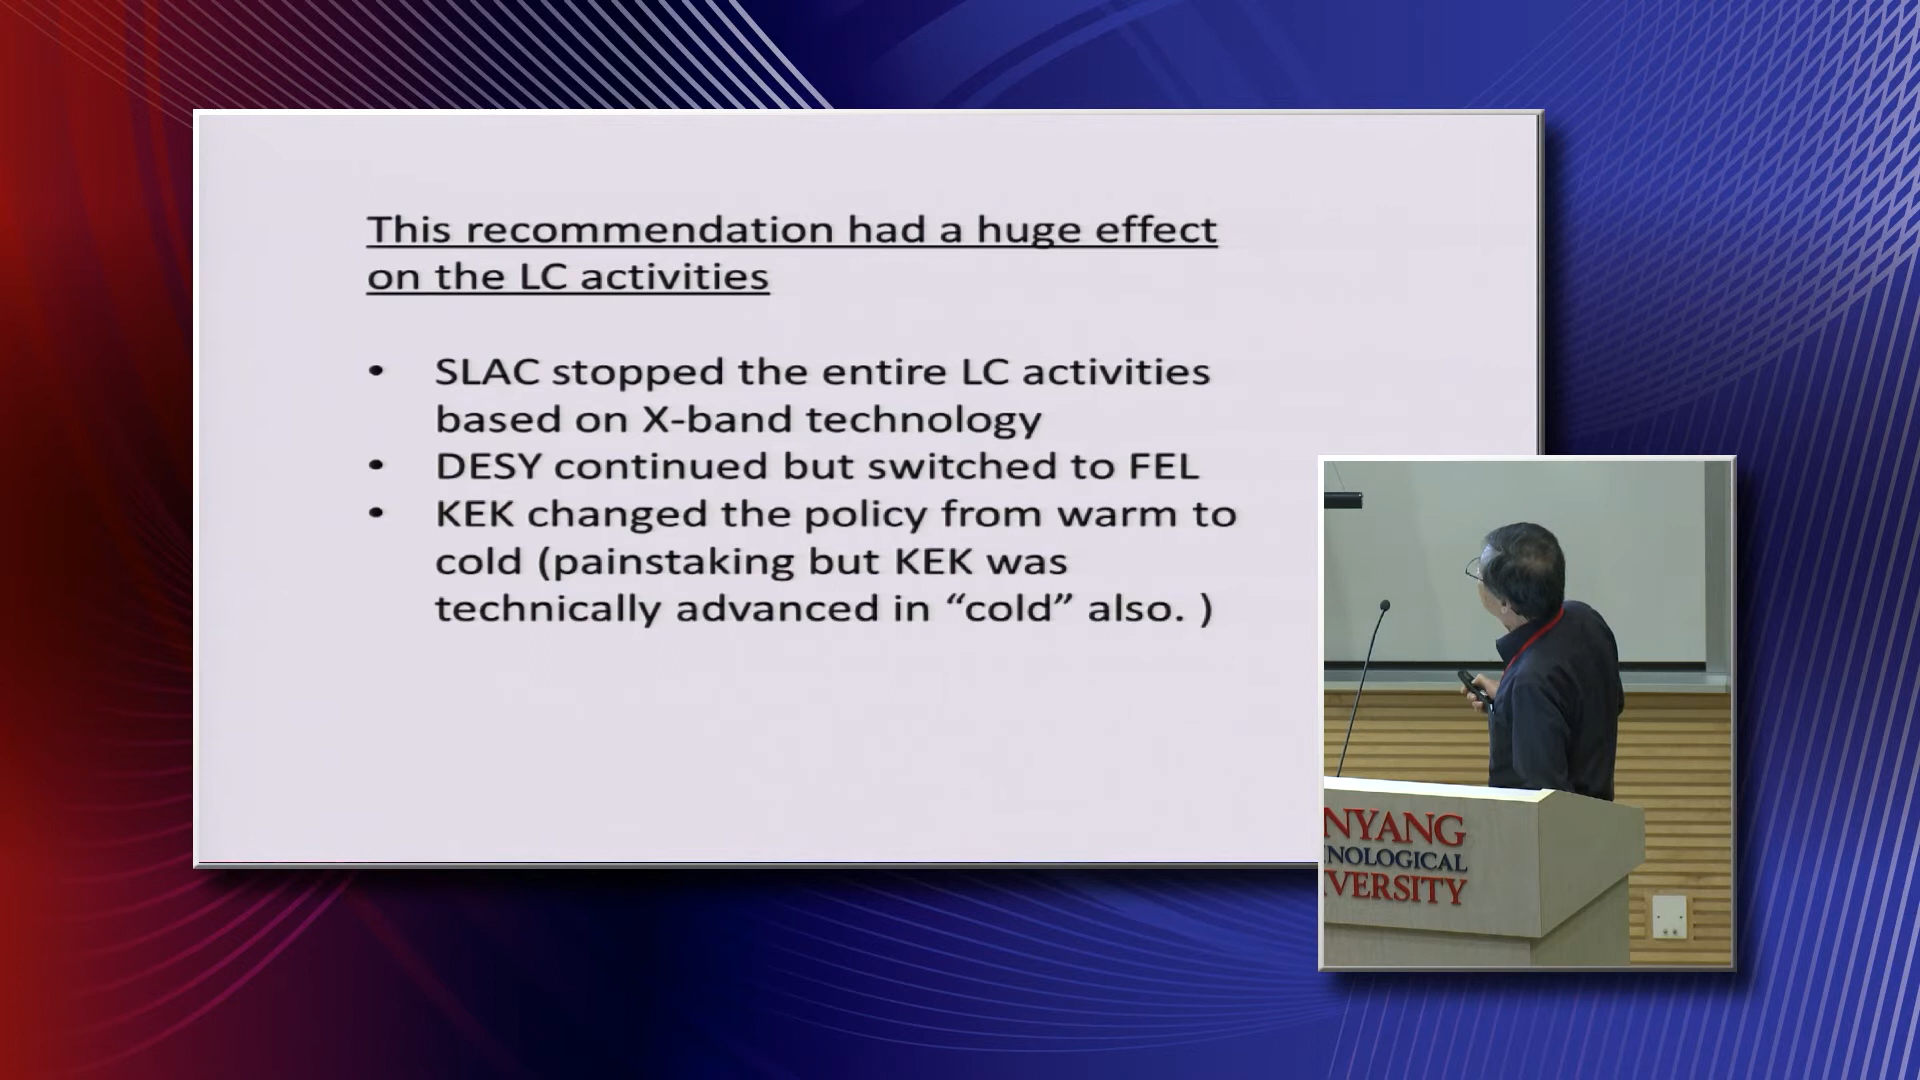 This recommendation had a huge effect
on the LC activities
• SLAC stopped the entire LC activities
based on X-band technology
• DESY continued but switched to FEL
• KEK changed the policy from warm to
cold (painstaking but KEK was
technically advanced in “cold” also. )
NYANG
NOLOGICAL
VERSITY